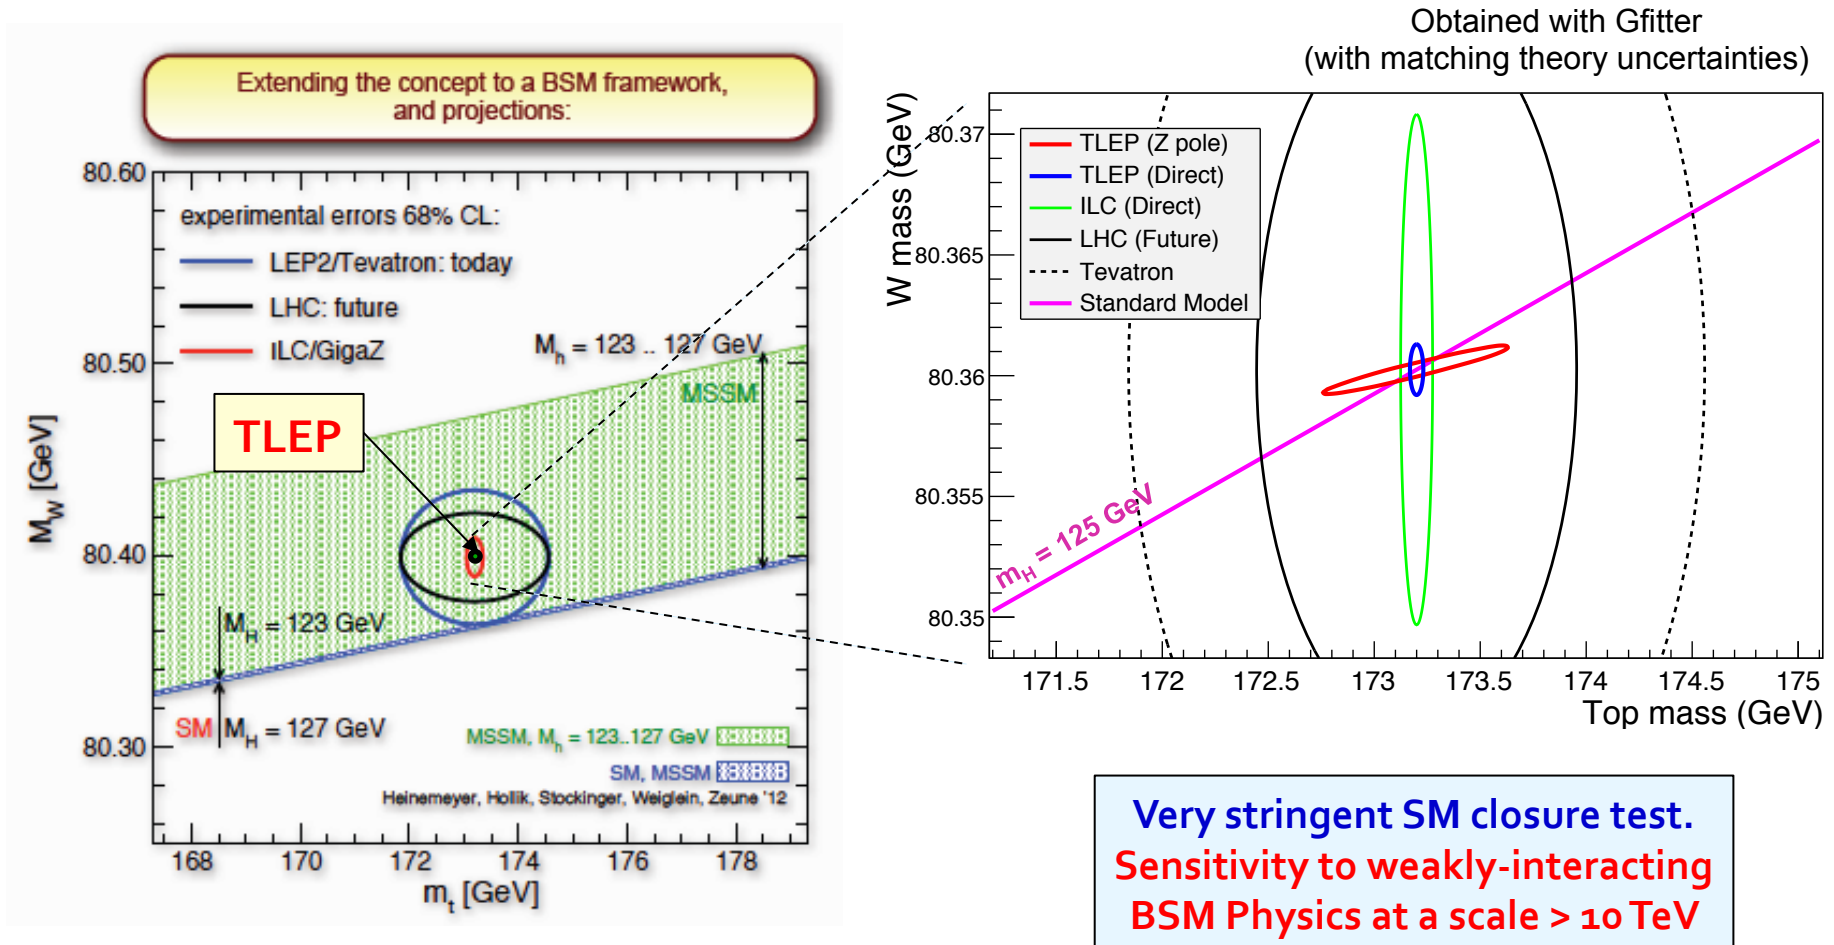 Extending the concept to a BSM framework,
and projections:
80.60
80.50
80.40
80.30
M_W [GeV]
experimental errors 68% CL:
LEP2/Tevatron: today
LHC: future
ILC/GigaZ
M_h = 123 .. 127 GeV
MSSM
TLEP
M_H = 123 GeV
SM M_H = 127 GeV
MSSM, M_h = 123..127 GeV
SM, MSSM
Heinemeyer, Hollik, Stockinger, Weiglein, Zeune '12
168 170 172 174 176 178
m_t [GeV]
Obtained with Gfitter
(with matching theory uncertainties)
W mass (GeV)
80.37
80.365
80.36
80.355
80.35
TLEP (Z pole)
TLEP (Direct)
ILC (Direct)
LHC (Future)
Tevatron
Standard Model
m_H = 125 GeV
171.5 172 172.5 173 173.5 174 174.5 175
Top mass (GeV)
Very stringent SM closure test.
Sensitivity to weakly-interacting
BSM Physics at a scale > 10 TeV